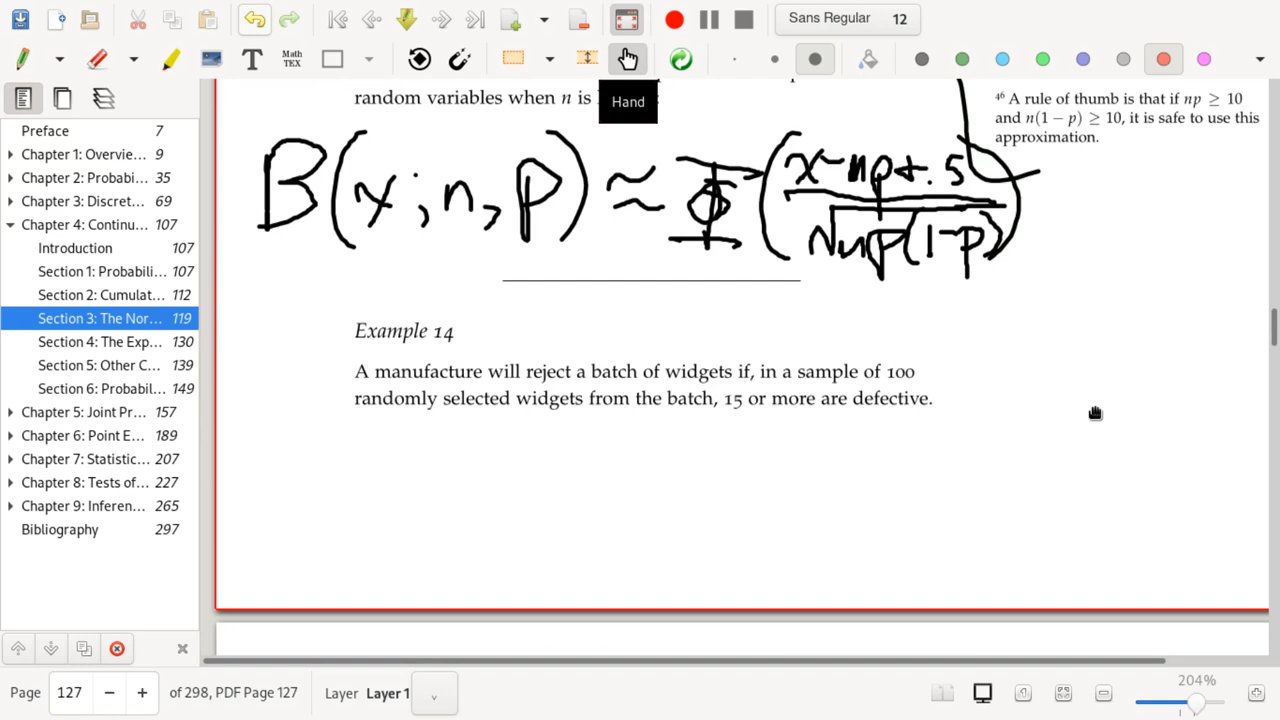 Sans Regular 12
Math
TEX
Hand
Preface 7
Chapter 1: Overvie... 9
Chapter 2: Probabi... 35
Chapter 3: Discret... 69
Chapter 4: Continu... 107
Introduction 107
Section 1: Probabili... 107
Section 2: Cumulat... 112
Section 3: The Nor... 119
Section 4: The Exp... 130
Section 5: Other C... 139
Section 6: Probabil... 149
Chapter 5: Joint Pr... 157
Chapter 6: Point E... 189
Chapter 7: Statistic... 207
Chapter 8: Tests of... 227
Chapter 9: Inferen... 265
Bibliography 297
random variables when n is
46 A rule of thumb is that if np ≥ 10
and n(1 − p) ≥ 10, it is safe to use this
approximation.
B(x; n, p) ≈ Φ((x-np+.5)/√(np(1-p)))
Example 14
A manufacture will reject a batch of widgets if, in a sample of 100
randomly selected widgets from the batch, 15 or more are defective.
Page 127 of 298, PDF Page 127 Layer Layer 1 204%